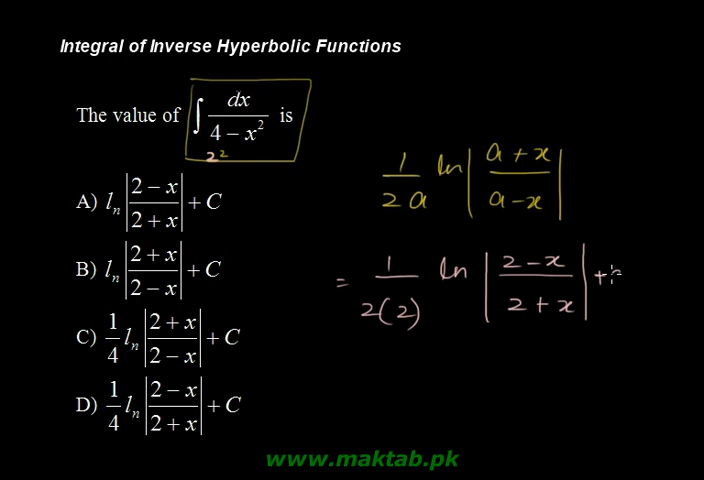 Integral of Inverse Hyperbolic Functions
The value of ∫ dx / (4 − x²) is
2²
A) lₙ |(2 − x)/(2 + x)| + C
B) lₙ |(2 + x)/(2 − x)| + C
C) 1/4 lₙ |(2 + x)/(2 − x)| + C
D) 1/4 lₙ |(2 − x)/(2 + x)| + C
1/(2a) ln |(a + x)/(a − x)|
= 1/(2(2)) ln |(2 − x)/(2 + x)| +
www.maktab.pk